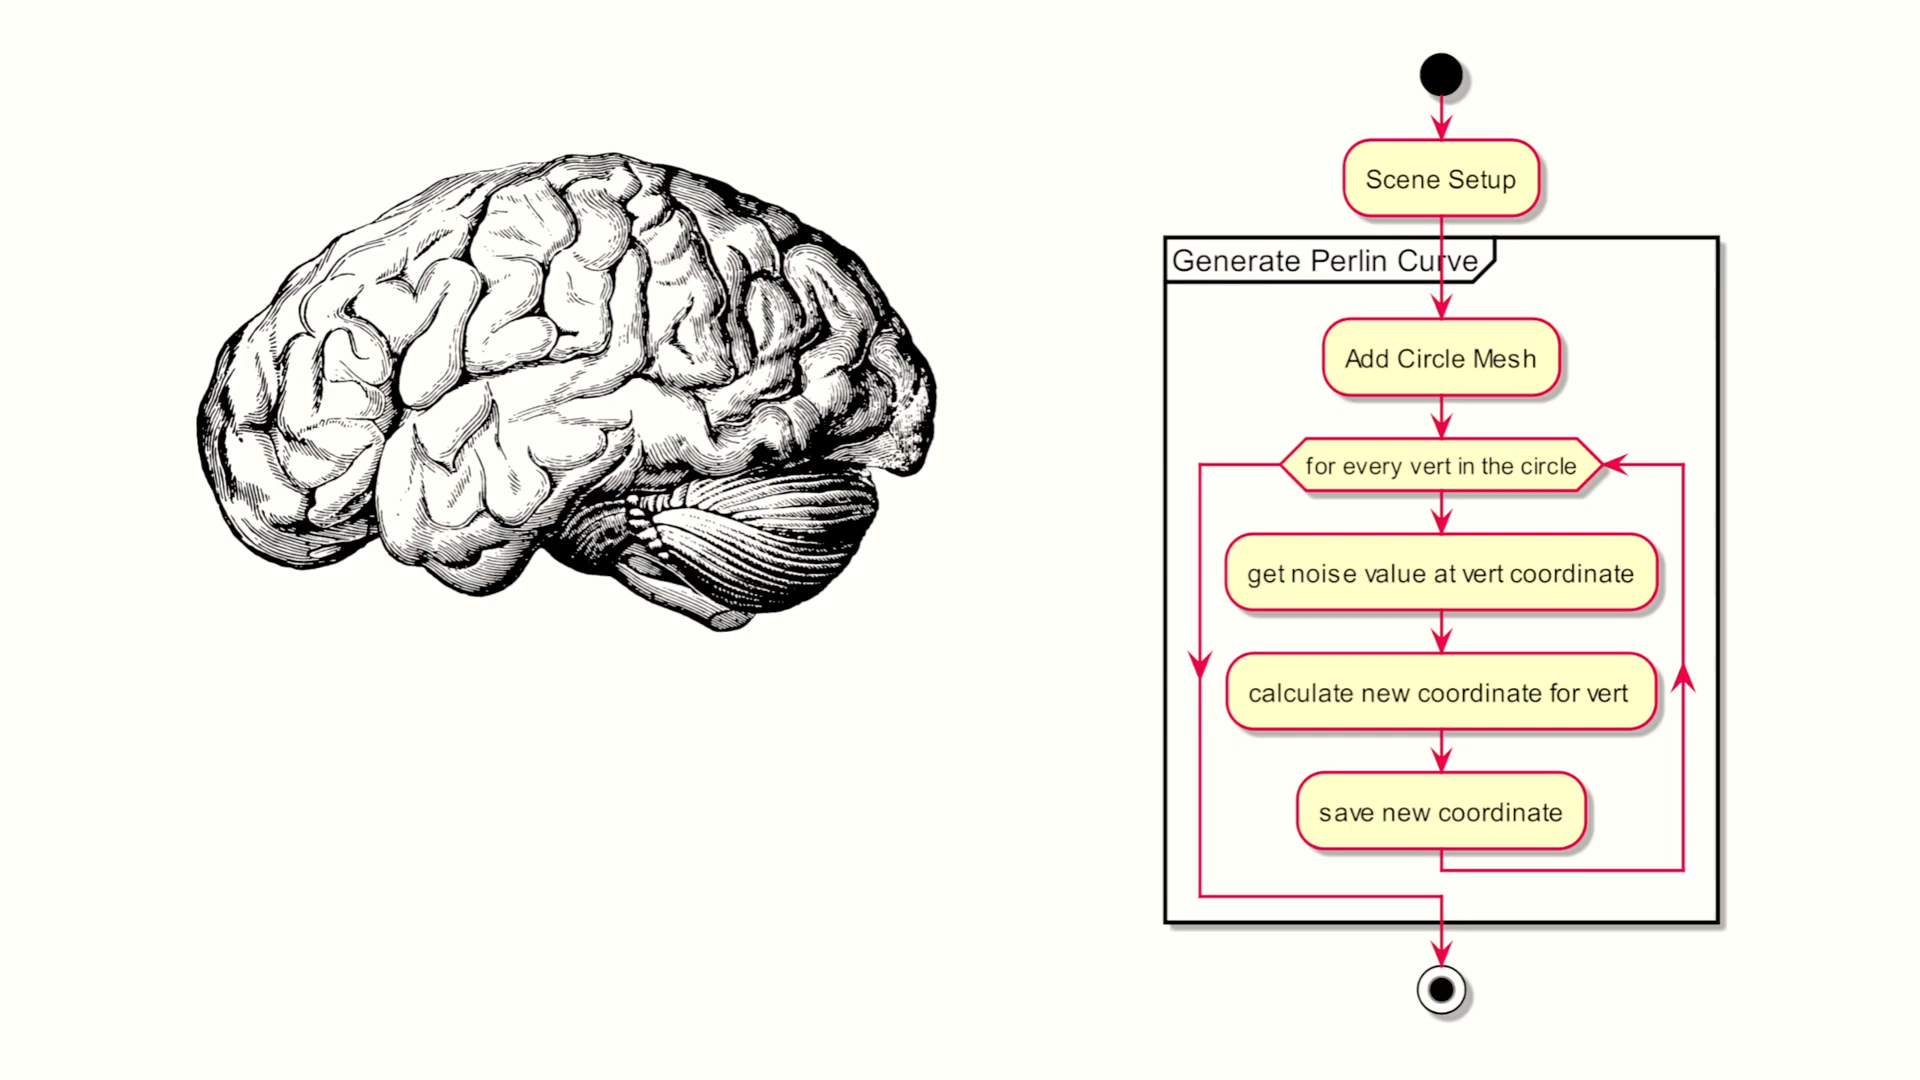 Scene Setup
Generate Perlin Curve
Add Circle Mesh
for every vert in the circle
get noise value at vert coordinate
calculate new coordinate for vert
save new coordinate